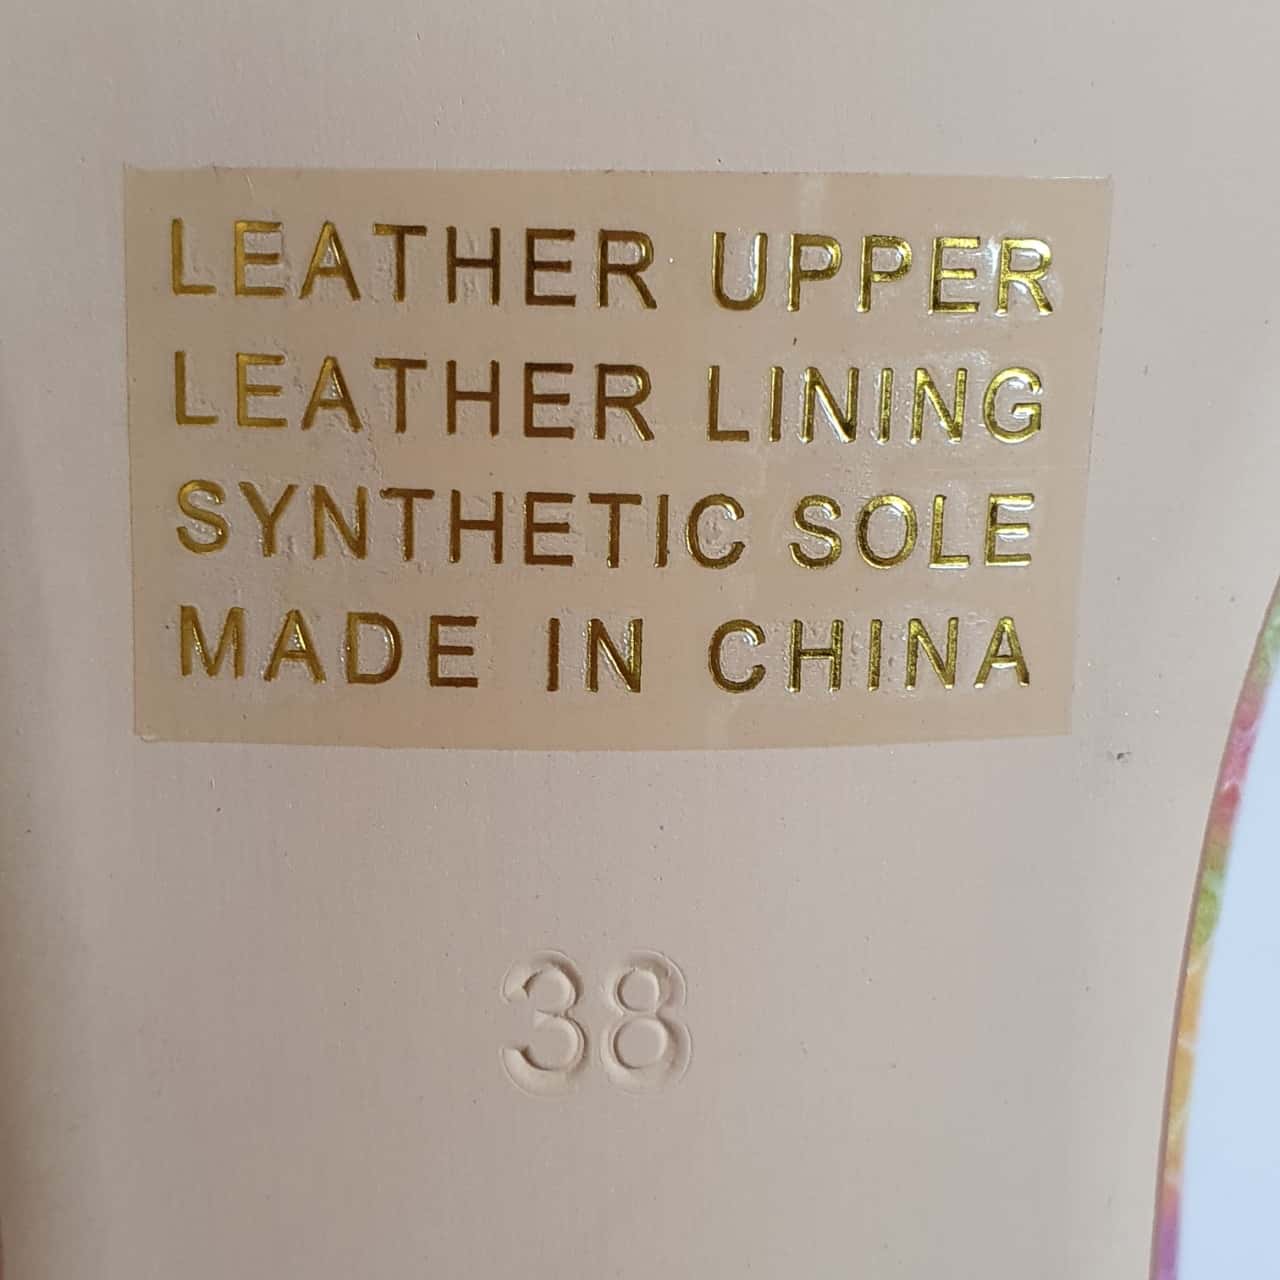 LEATHER UPPER
LEATHER LINING
SYNTHETIC SOLE
MADE IN CHINA
38